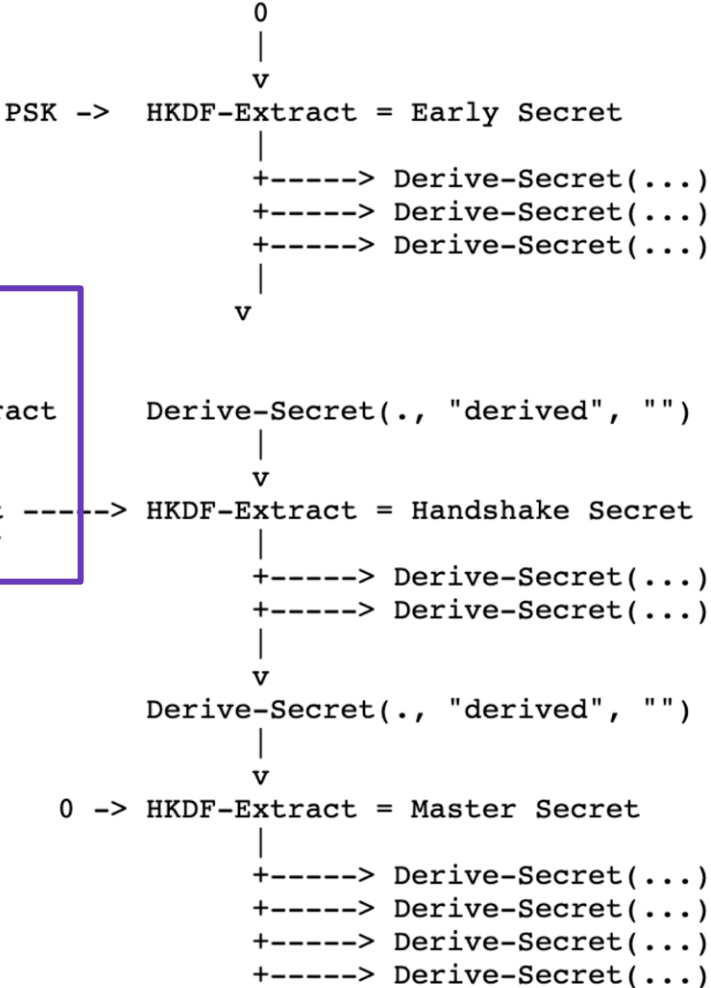 0
|
v
PSK ->  HKDF-Extract = Early Secret
|
+-----> Derive-Secret(...)
+-----> Derive-Secret(...)
+-----> Derive-Secret(...)
|
v
ract     Derive-Secret(., "derived", "")
|
v
-----> HKDF-Extract = Handshake Secret
|
+-----> Derive-Secret(...)
+-----> Derive-Secret(...)
|
v
Derive-Secret(., "derived", "")
|
v
0 -> HKDF-Extract = Master Secret
|
+-----> Derive-Secret(...)
+-----> Derive-Secret(...)
+-----> Derive-Secret(...)
+-----> Derive-Secret(...)